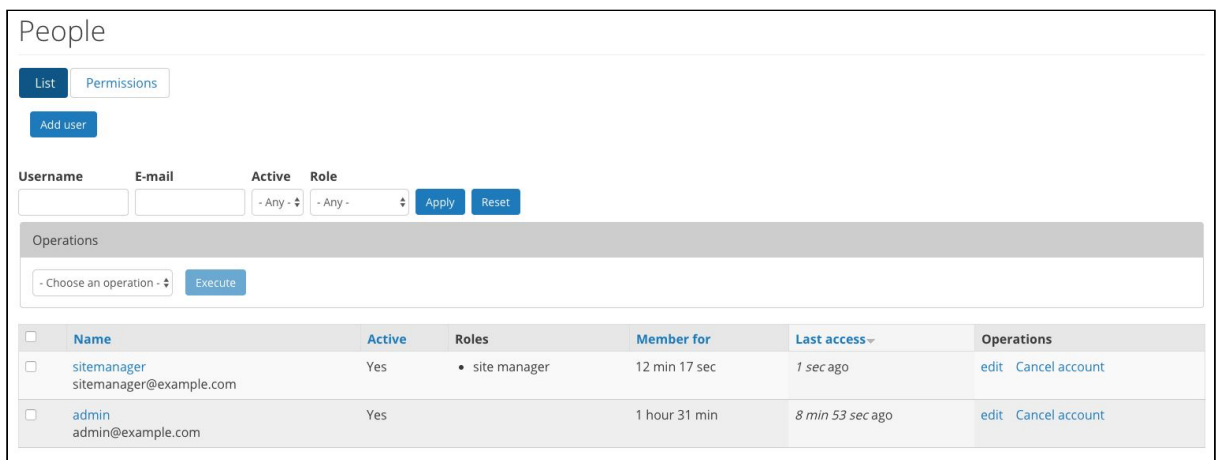 People
List Permissions
Add user
Username E-mail Active Role
- Any - - Any - Apply Reset
Operations
- Choose an operation - Execute
Name Active Roles Member for Last access Operations
sitemanager Yes • site manager 12 min 17 sec 1 sec ago edit Cancel account
sitemanager@example.com
admin Yes 1 hour 31 min 8 min 53 sec ago edit Cancel account
admin@example.com